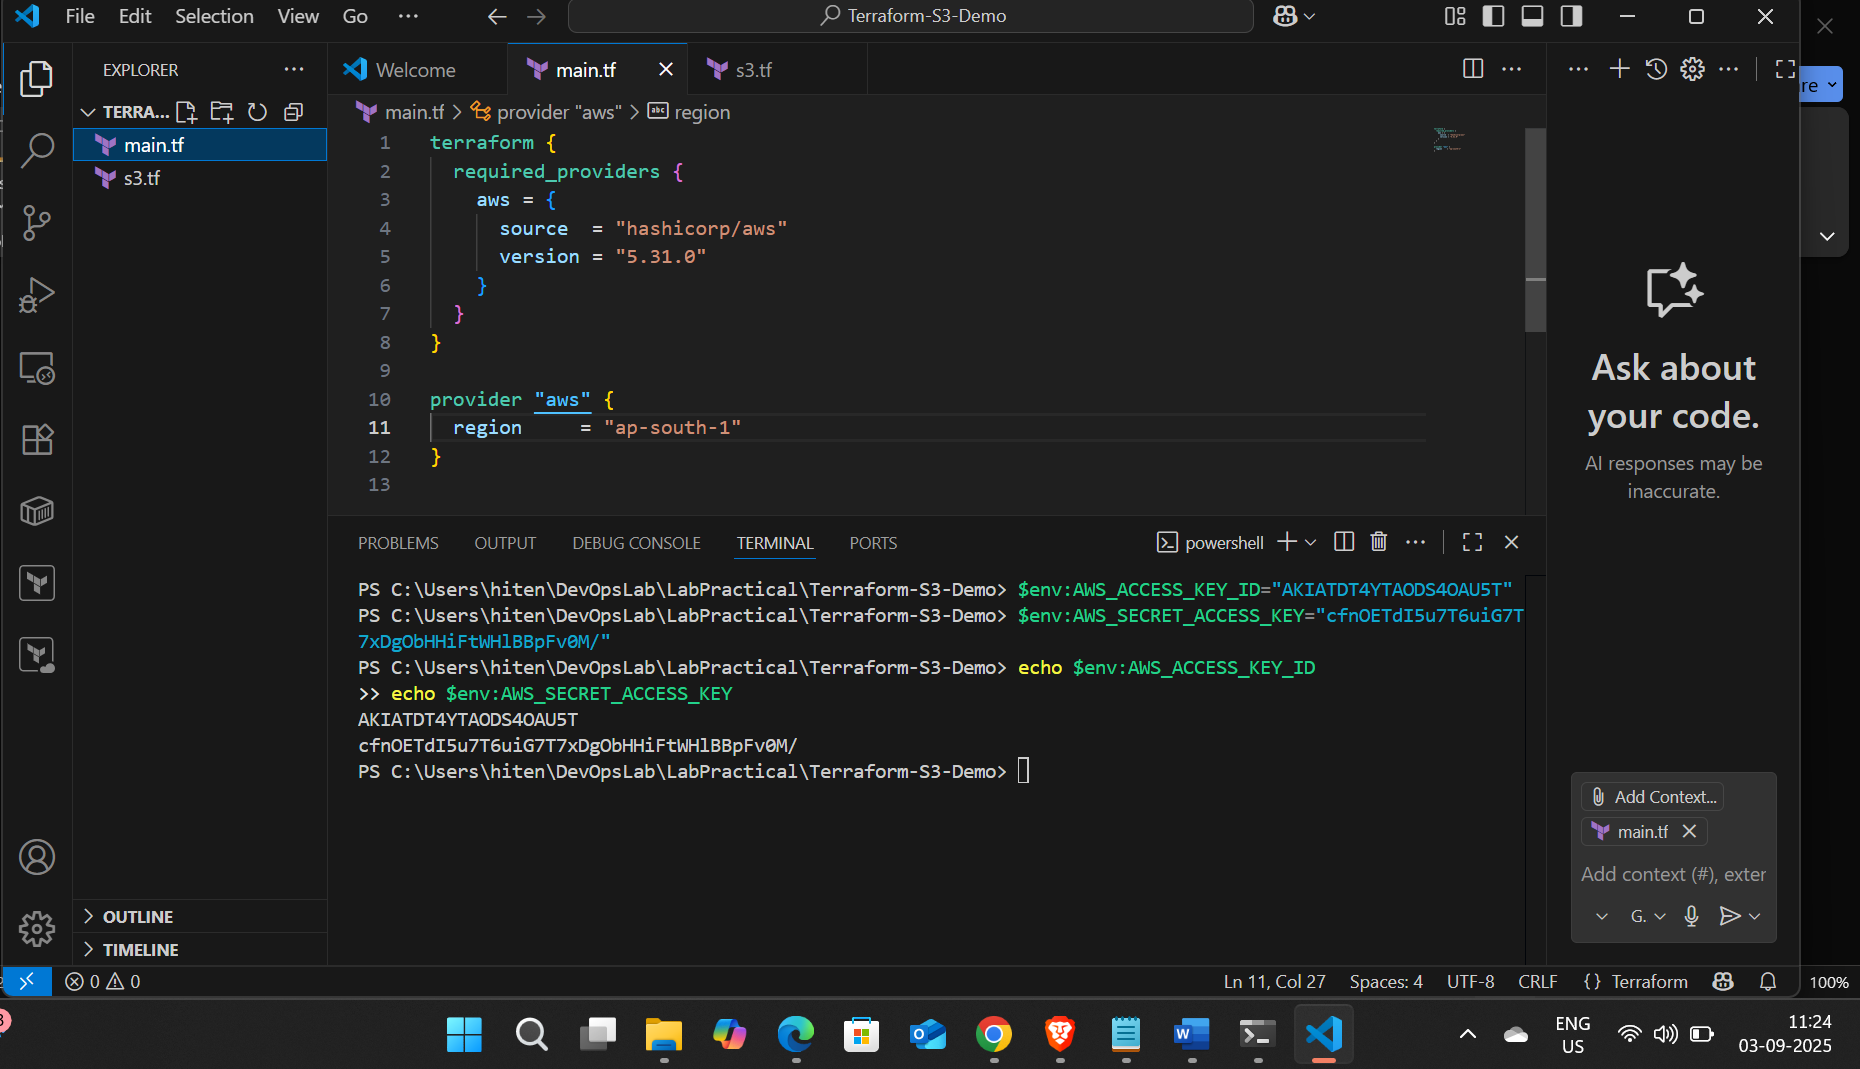 File Edit Selection View Go ··· Terraform-S3-Demo
EXPLORER ···
TERRA...
main.tf
s3.tf
OUTLINE
TIMELINE
Welcome main.tf s3.tf
main.tf > provider "aws" > abc region
1 terraform {
2 required_providers {
3 aws = {
4 source = "hashicorp/aws"
5 version = "5.31.0"
6 }
7 }
8 }
9
10 provider "aws" {
11 region = "ap-south-1"
12 }
13
PROBLEMS OUTPUT DEBUG CONSOLE TERMINAL PORTS powershell
PS C:\Users\hiten\DevOpsLab\LabPractical\Terraform-S3-Demo> $env:AWS_ACCESS_KEY_ID="AKIATDT4YTAODS4OAU5T"
PS C:\Users\hiten\DevOpsLab\LabPractical\Terraform-S3-Demo> $env:AWS_SECRET_ACCESS_KEY="cfnOETdI5u7T6uiG7T
7xDgObHHiFtWHlBBpFv0M/"
PS C:\Users\hiten\DevOpsLab\LabPractical\Terraform-S3-Demo> echo $env:AWS_ACCESS_KEY_ID
>> echo $env:AWS_SECRET_ACCESS_KEY
AKIATDT4YTAODS4OAU5T
cfnOETdI5u7T6uiG7T7xDgObHHiFtWHlBBpFv0M/
PS C:\Users\hiten\DevOpsLab\LabPractical\Terraform-S3-Demo>
Ask about
your code.
AI responses may be
inaccurate.
Add Context...
main.tf
Add context (#), exter
G.
re
0 0
Ln 11, Col 27 Spaces: 4 UTF-8 CRLF {} Terraform
100%
ENG
US
11:24
03-09-2025